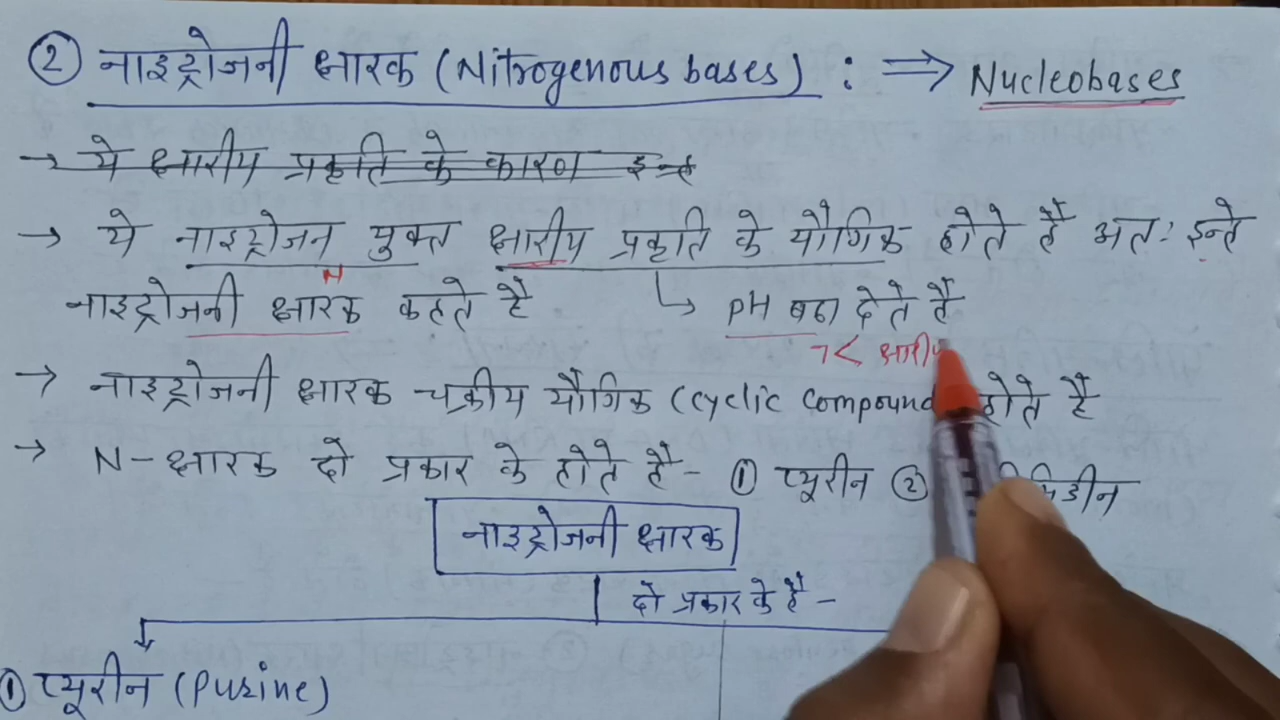 ② नाइट्रोजनी क्षारक (Nitrogenous bases) : ⟹ Nucleobases
→ ये क्षारीय प्रकृति के कारण इन्हे
→ ये नाइट्रोजन युक्त क्षारीय प्रकृति के यौगिक होते हैं अतः इन्हे
N
नाइट्रोजनी क्षारक कहते है ↳ pH बढा देते हैं
7< क्षारीय
→ नाइट्रोजनी क्षारक चक्रीय यौगिक (cyclic compound होते हैं
→ N-क्षारक दो प्रकार के होते है- ① प्यूरीन ②
नाइट्रोजनी क्षारक
दो प्रकार के है -
① प्यूरीन (Purine)